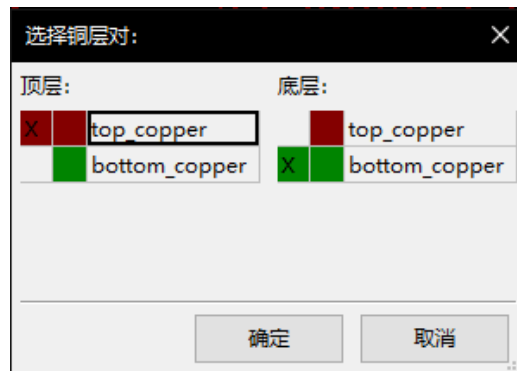 选择铜层对:
顶层: 底层:
X top_copper top_copper
bottom_copper X bottom_copper
确定 取消